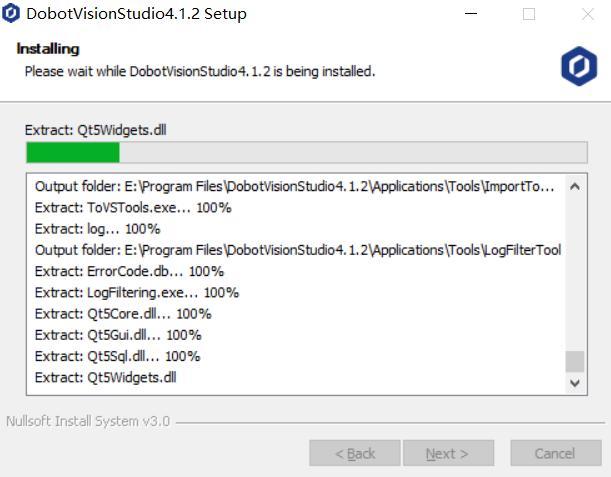 DobotVisionStudio4.1.2 Setup
Installing
Please wait while DobotVisionStudio4.1.2 is being installed.
Extract: Qt5Widgets.dll
Output folder: E:\Program Files\DobotVisionStudio4.1.2\Applications\Tools\ImportTo...
Extract: ToVSTools.exe... 100%
Extract: log... 100%
Output folder: E:\Program Files\DobotVisionStudio4.1.2\Applications\Tools\LogFilterTool
Extract: ErrorCode.db... 100%
Extract: LogFiltering.exe... 100%
Extract: Qt5Core.dll... 100%
Extract: Qt5Gui.dll... 100%
Extract: Qt5Sql.dll... 100%
Extract: Qt5Widgets.dll
Nullsoft Install System v3.0
< Back Next > Cancel